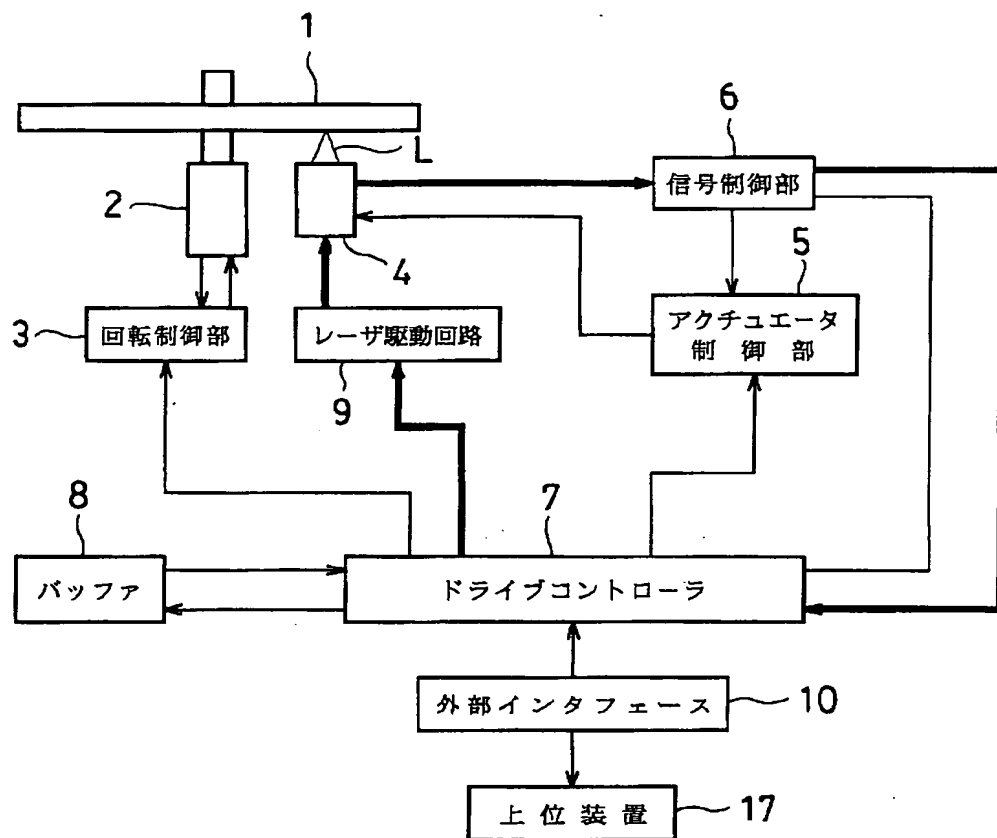 1
6
L
信号制御部
2
4
5
3
回転制御部
レーザ駆動回路
アクチュエータ
制御部
9
8
7
バッファ
ドライブコントローラ
外部インタフェース
10
上位装置
17